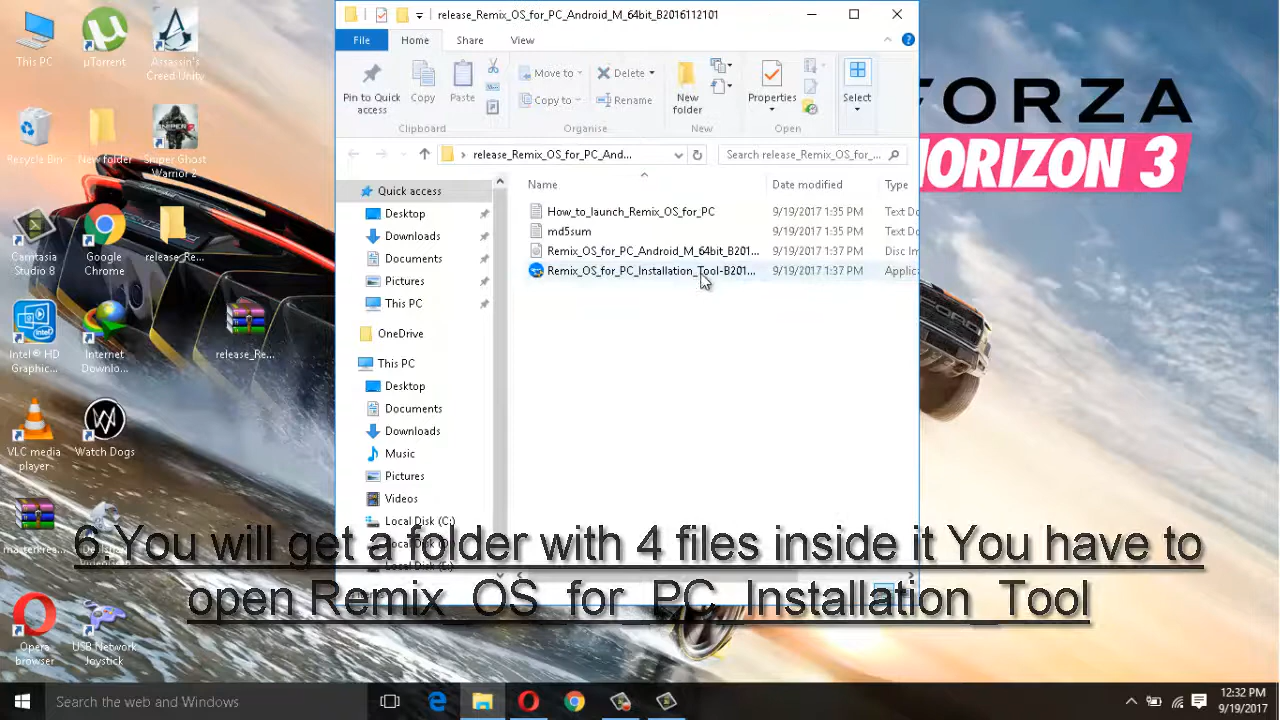 release_Remix_OS_for_PC_Android_M_64bit_B2016112101
File
Home
Share
View
Pin to Quick access
Copy
Paste
Move to
Copy to
Delete
Rename
New folder
Properties
Select
Clipboard
Organise
New
Open
release_Remix_OS_for_PC_And...
Search release_Remix_OS_for_...
Name
Date modified
Type
How_to_launch_Remix_OS_for_PC
9/19/2017 1:35 PM
Text Do
md5sum
9/19/2017 1:35 PM
Text Do
Remix_OS_for_PC_Android_M_64bit_B201...
9/19/2017 1:37 PM
Disc Im
Remix_OS_for_PC_Installation_Tool-B201...
9/19/2017 1:37 PM
Applica
Quick access
Desktop
Downloads
Documents
Pictures
This PC
OneDrive
This PC
Desktop
Documents
Downloads
Music
Pictures
Videos
Local Disk (C:)
This PC
µTorrent
Assassin's Creed Unity
Recycle Bin
New folder
Sniper Ghost Warrior 2
Camtasia Studio 8
Google Chrome
release_Re...
Intel® HD Graphic...
Internet Downlo...
release_Re...
VLC media player
Watch Dogs
Opera browser
USB Network Joystick
FORZA
HORIZON 3
6.You will get a folder with 4 files inside it You have to
open Remix_OS_for_PC_Installation_Tool
Search the web and Windows
12:32 PM
9/19/2017